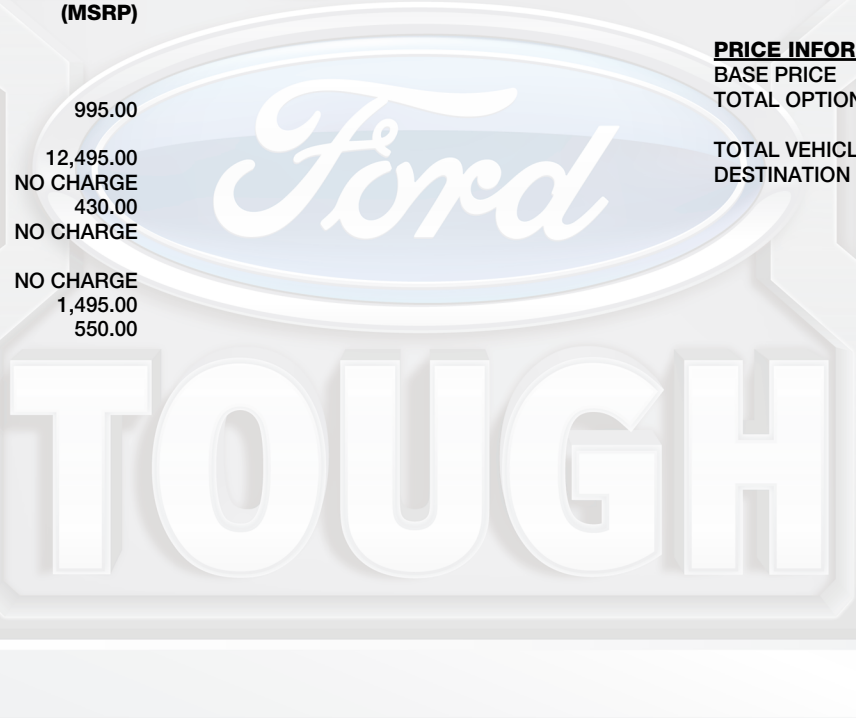 (MSRP)
995.00
12,495.00
NO CHARGE
430.00
NO CHARGE
NO CHARGE
1,495.00
550.00
PRICE INFOR
BASE PRICE
TOTAL OPTION
TOTAL VEHICL
DESTINATION
Ford
TOUGH